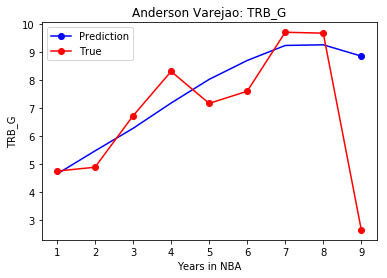 Anderson Varejao: TRB_G
10
9
8
7
6
5
4
3
TRB_G
Prediction
True
1 2 3 4 5 6 7 8 9
Years in NBA